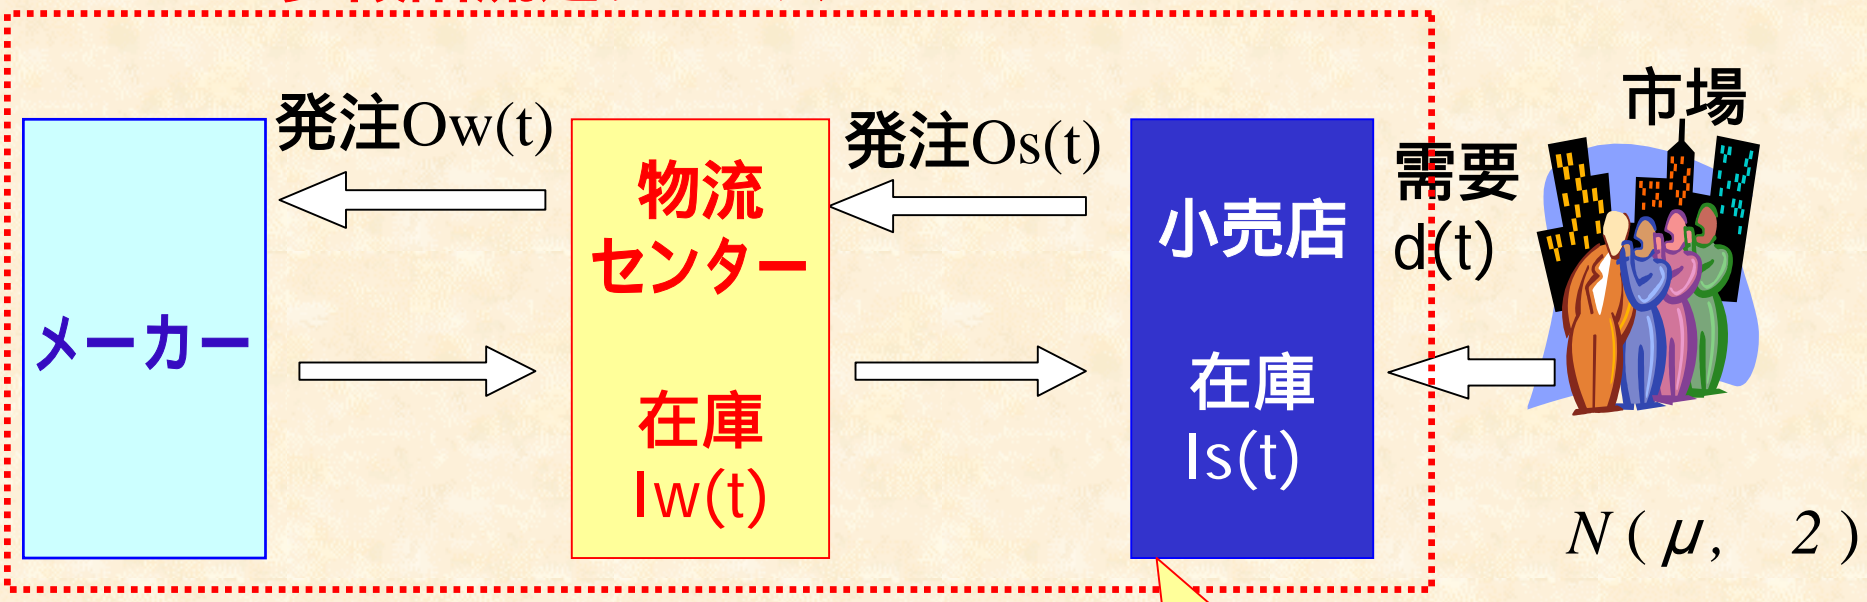 発注Ow(t)
発注Os(t)
市場
需要
d(t)
メーカー
物流
センター
在庫
Iw(t)
小売店
在庫
Is(t)
N ( μ, 2 )